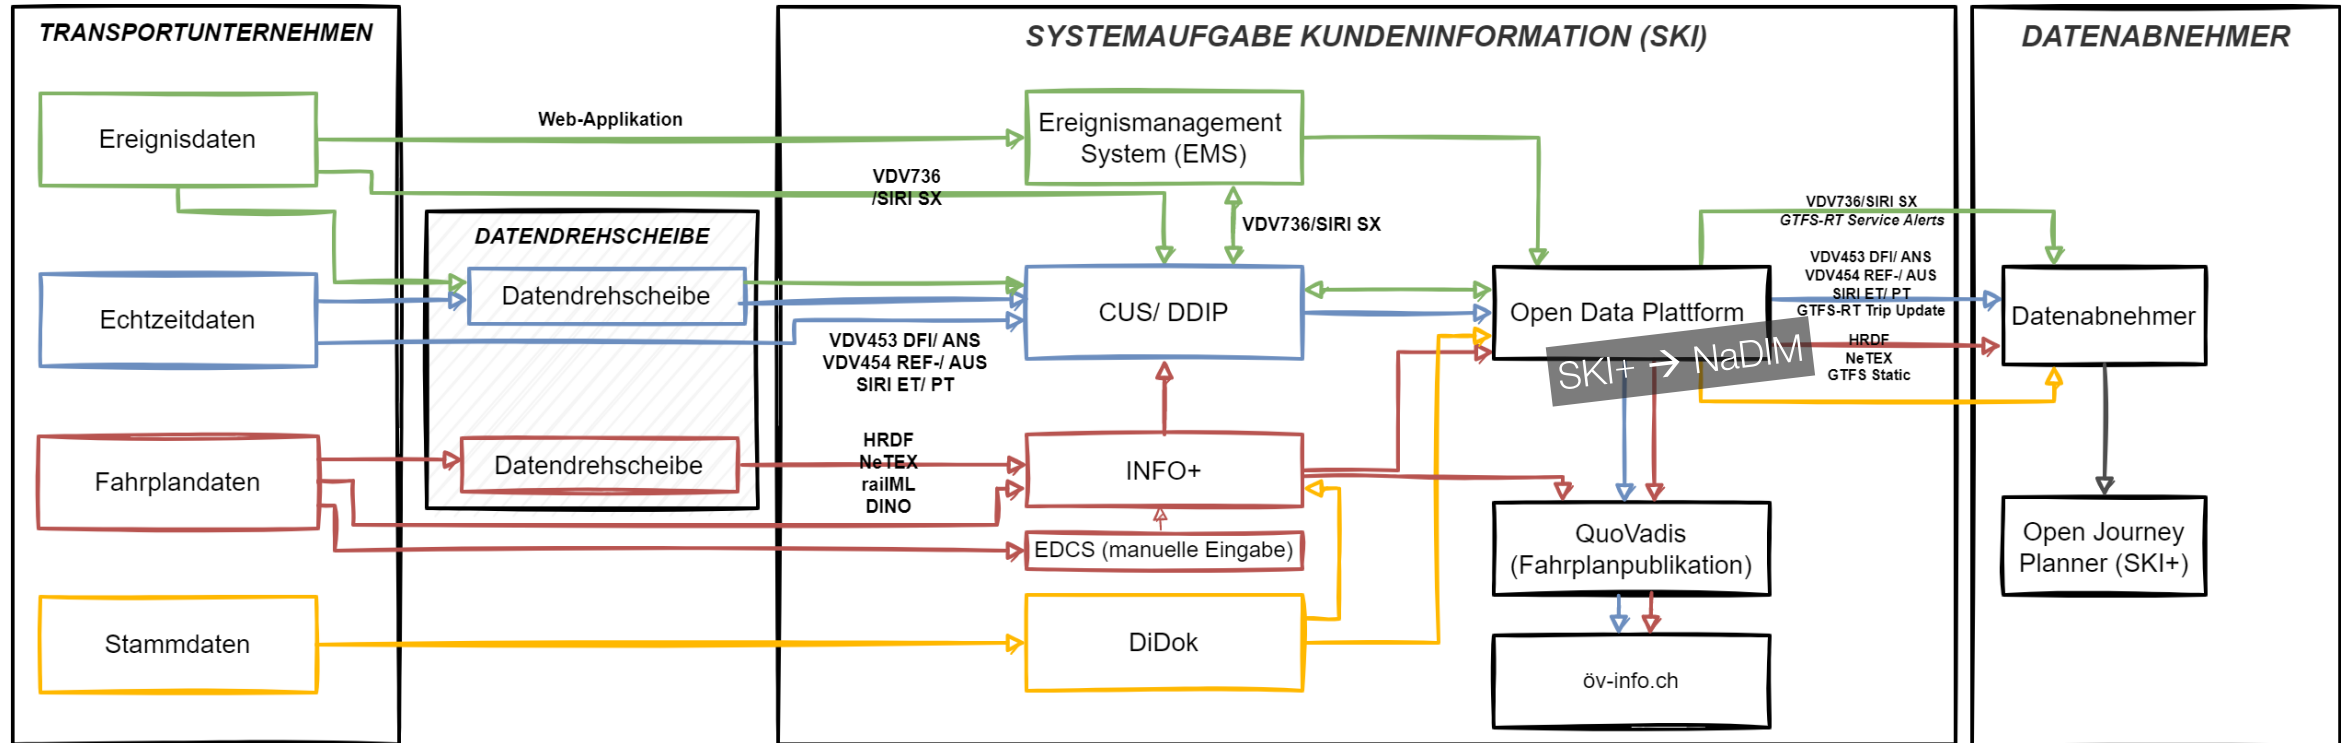 TRANSPORTUNTERNEHMEN
Ereignisdaten
Echtzeitdaten
Fahrplandaten
Stammdaten
Web-Applikation
DATENDREHSCHEIBE
Datendrehscheibe
Datendrehscheibe
SYSTEMAUFGABE KUNDENINFORMATION (SKI)
VDV736
/SIRI SX
VDV453 DFI/ ANS
VDV454 REF-/ AUS
SIRI ET/ PT
HRDF
NeTEX
railML
DINO
Ereignismanagement
System (EMS)
VDV736/SIRI SX
CUS/ DDIP
INFO+
EDCS (manuelle Eingabe)
DiDok
Open Data Plattform
SKI+ → NaDIM
QuoVadis
(Fahrplanpublikation)
öv-info.ch
VDV736/SIRI SX
GTFS-RT Service Alerts
VDV453 DFI/ ANS
VDV454 REF-/ AUS
SIRI ET/ PT
GTFS-RT Trip Update
HRDF
NeTEX
GTFS Static
DATENABNEHMER
Datenabnehmer
Open Journey
Planner (SKI+)